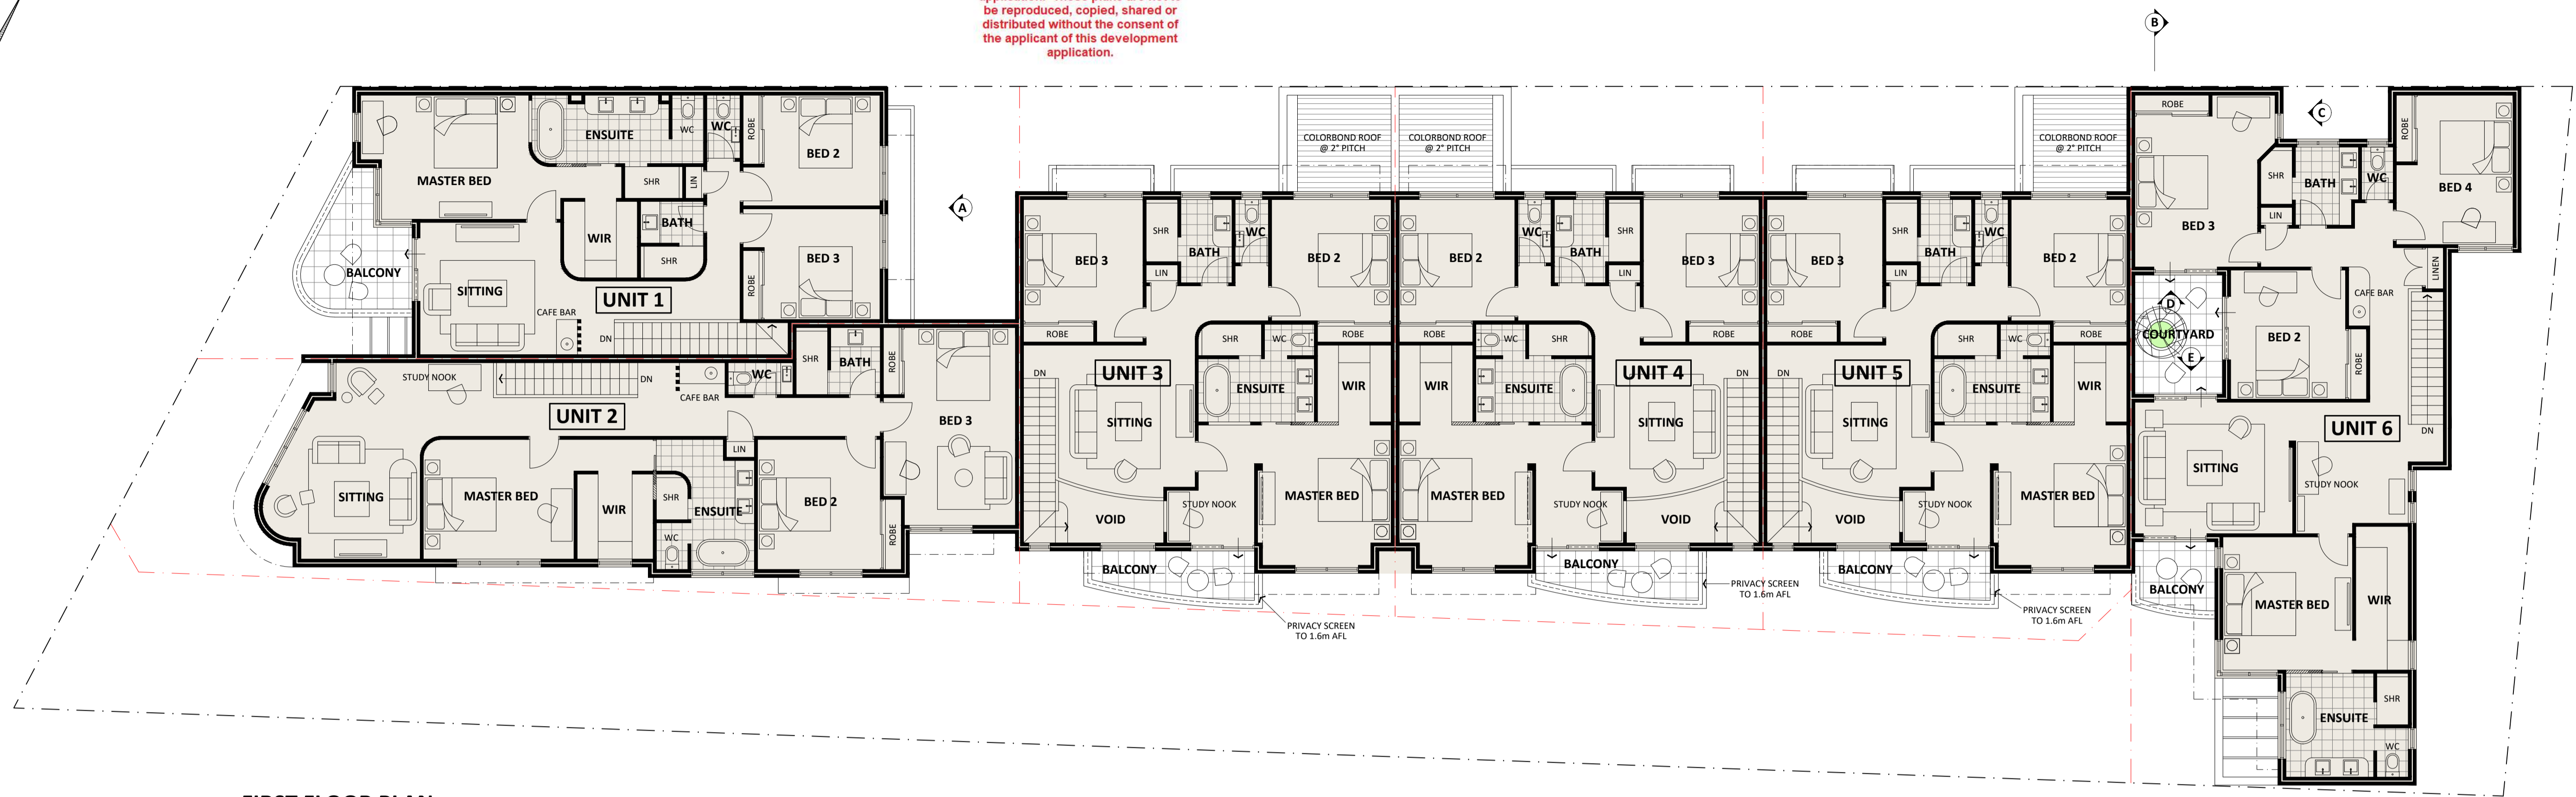 application. These plans are not to
be reproduced, copied, shared or
distributed without the consent of
the applicant of this development
application.
B
A
C
D
E
UNIT 1
MASTER BED
ENSUITE
WC
WC
ROBE
BED 2
SHR
LIN
BATH
WIR
SHR
ROBE
BED 3
BALCONY
SITTING
CAFE BAR
DN
UNIT 2
STUDY NOOK
DN
CAFE BAR
WC
SHR
BATH
ROBE
BED 3
LIN
SITTING
MASTER BED
WIR
SHR
ENSUITE
WC
BED 2
ROBE
COLORBOND ROOF
@ 2° PITCH
UNIT 3
BED 3
SHR
BATH
WC
BED 2
LIN
ROBE
SHR
WC
ROBE
DN
ENSUITE
WIR
SITTING
STUDY NOOK
VOID
MASTER BED
BALCONY
PRIVACY SCREEN
TO 1.6m AFL
COLORBOND ROOF
@ 2° PITCH
UNIT 4
BED 2
WC
BATH
SHR
BED 3
LIN
ROBE
WC
SHR
ROBE
WIR
ENSUITE
DN
SITTING
MASTER BED
STUDY NOOK
VOID
BALCONY
PRIVACY SCREEN
TO 1.6m AFL
COLORBOND ROOF
@ 2° PITCH
UNIT 5
BED 3
SHR
BATH
WC
BED 2
LIN
ROBE
SHR
WC
ROBE
DN
ENSUITE
WIR
SITTING
STUDY NOOK
VOID
MASTER BED
BALCONY
PRIVACY SCREEN
TO 1.6m AFL
UNIT 6
ROBE
BED 3
SHR
BATH
WC
ROBE
BED 4
LIN
LINEN
COURTYARD
BED 2
CAFE BAR
ROBE
DN
SITTING
STUDY NOOK
BALCONY
MASTER BED
WIR
ENSUITE
SHR
WC
FIRST FLOOR PLAN